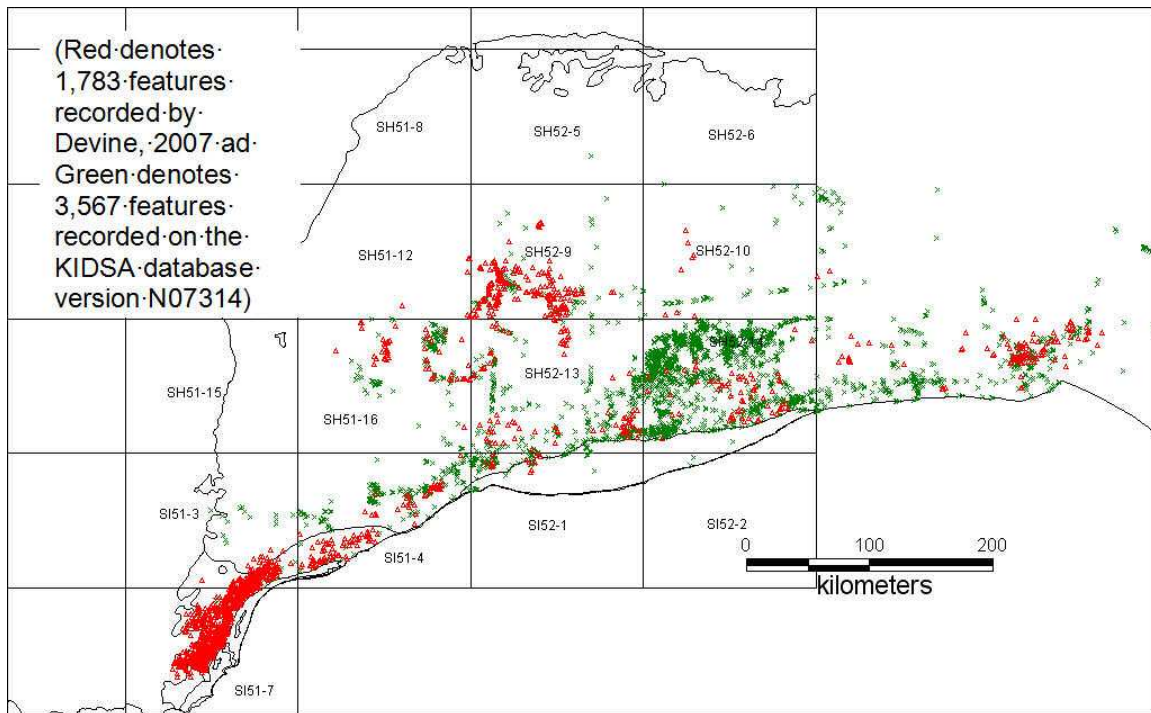 (Red·denotes·
1,783·features·
recorded·by·
Devine,·2007·ad·
Green·denotes·
3,567·features·
recorded·on·the·
KIDSA·database·
version·N07314)
SH51-8
SH52-5
SH52-6
SH51-12
SH52-9
SH52-10
SH51-15
SH51-16
SH52-13
SI51-3
SI51-4
SI52-1
SI52-2
SI51-7
0 100 200
kilometers